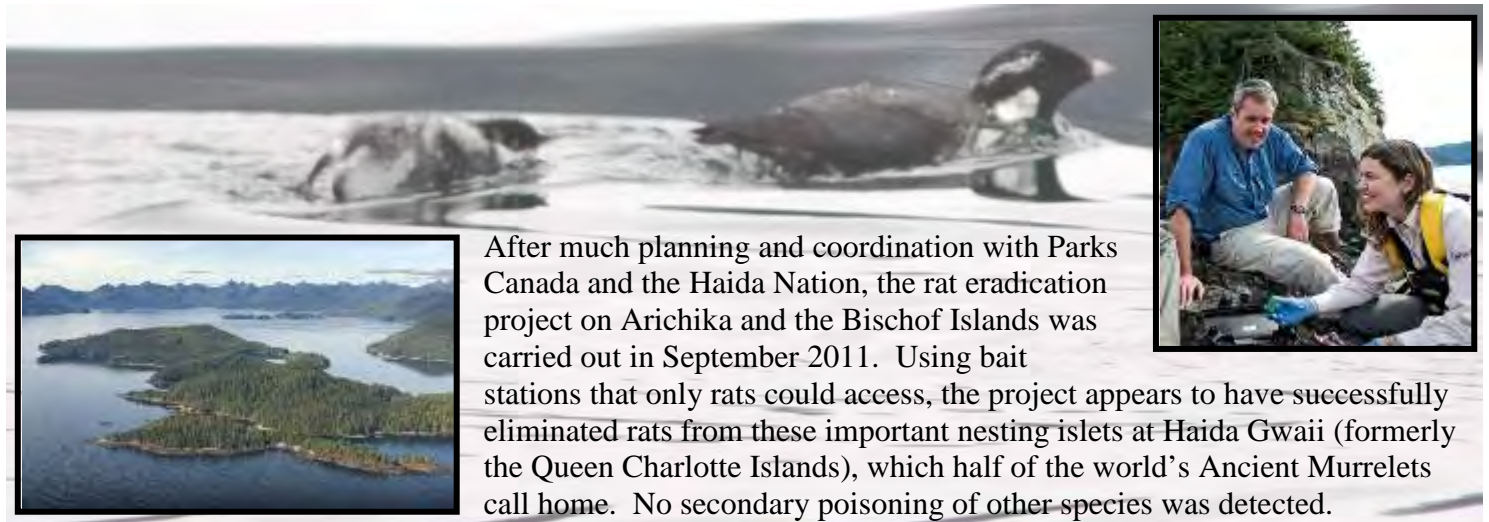 After much planning and coordination with Parks
Canada and the Haida Nation, the rat eradication
project on Arichika and the Bischof Islands was
carried out in September 2011.  Using bait
stations that only rats could access, the project appears to have successfully
eliminated rats from these important nesting islets at Haida Gwaii (formerly
the Queen Charlotte Islands), which half of the world's Ancient Murrelets
call home.  No secondary poisoning of other species was detected.